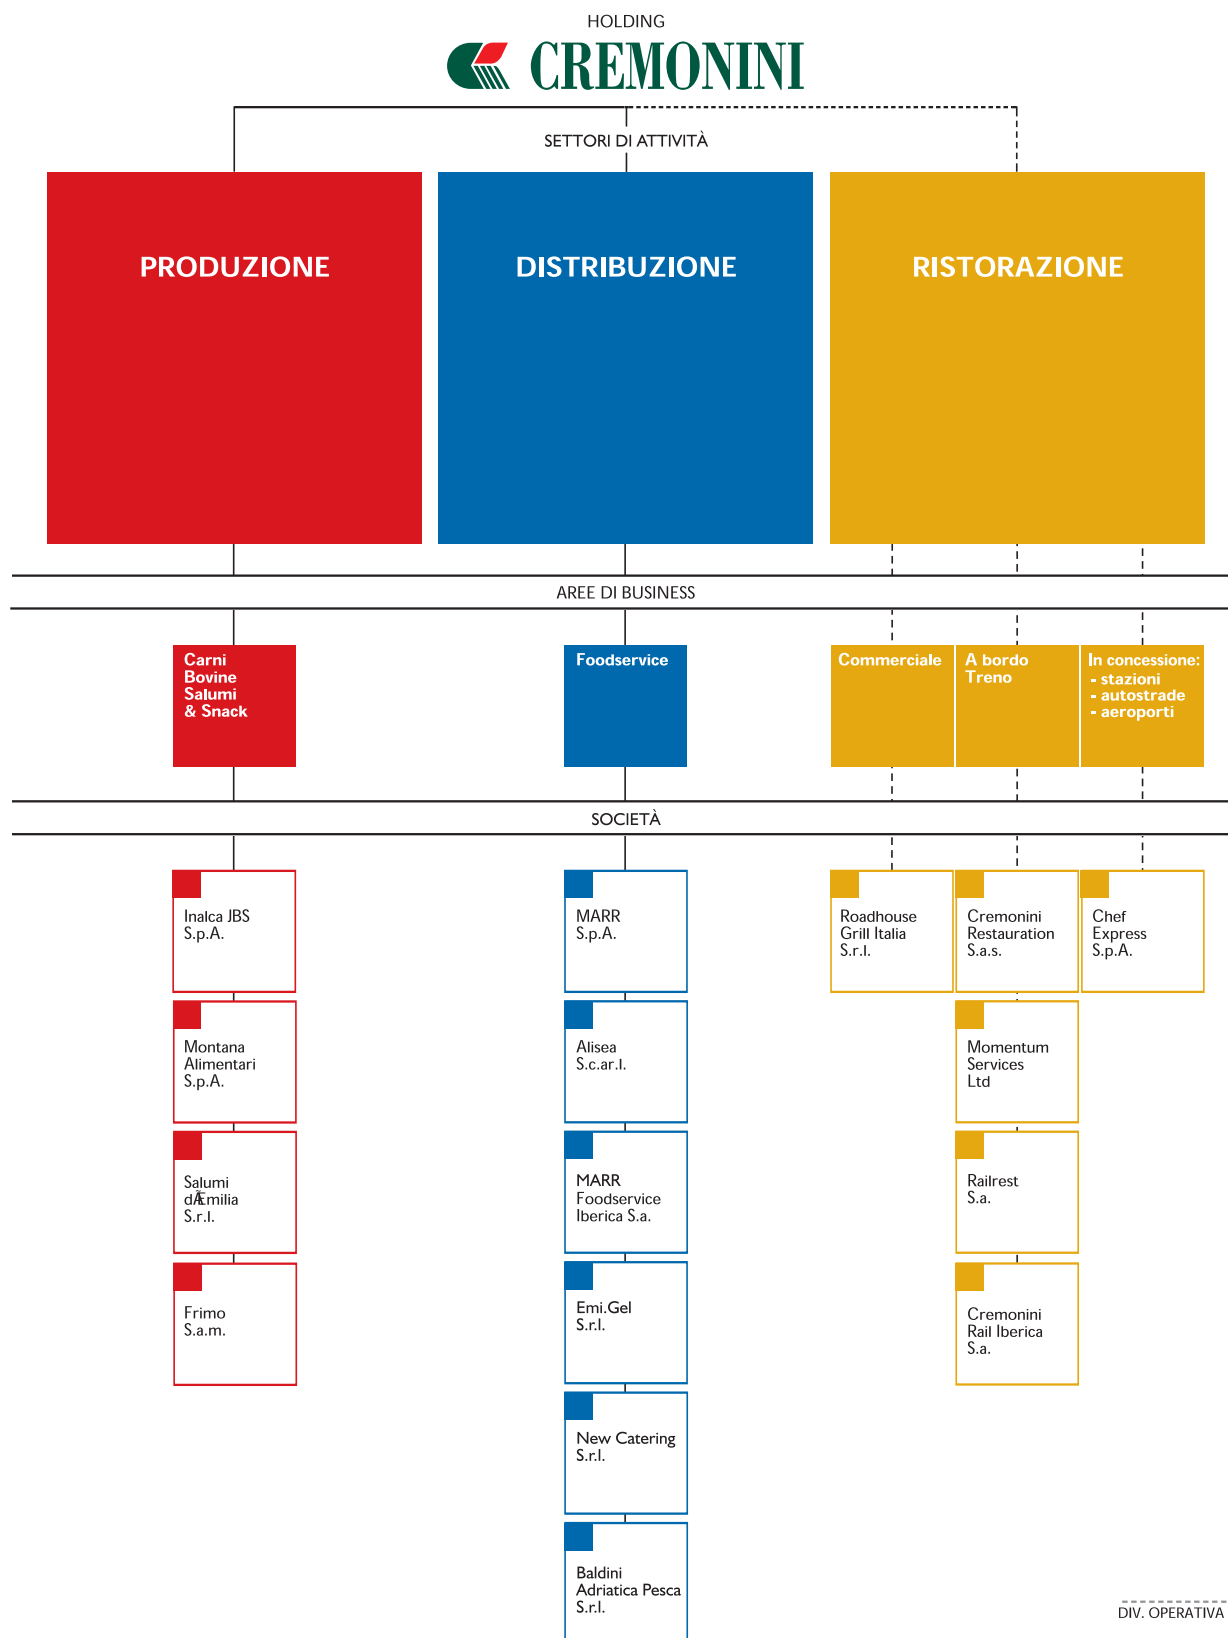 HOLDING
CREMONINI
SETTORI DI ATTIVITÀ
PRODUZIONE
DISTRIBUZIONE
RISTORAZIONE
AREE DI BUSINESS
Carni
Bovine
Salumi
& Snack
Foodservice
Commerciale
A bordo
Treno
In concessione:
- stazioni
- autostrade
- aeroporti
SOCIETÀ
Inalca JBS
S.p.A.
Montana
Alimentari
S.p.A.
Salumi
dÃEmilia
S.r.l.
Frimo
S.a.m.
MARR
S.p.A.
Alisea
S.c.ar.l.
MARR
Foodservice
Iberica S.a.
Emi.Gel
S.r.l.
New Catering
S.r.l.
Baldini
Adriatica Pesca
S.r.l.
Roadhouse
Grill Italia
S.r.l.
Cremonini
Restauration
S.a.s.
Momentum
Services
Ltd
Railrest
S.a.
Cremonini
Rail Iberica
S.a.
Chef
Express
S.p.A.
DIV. OPERATIVA